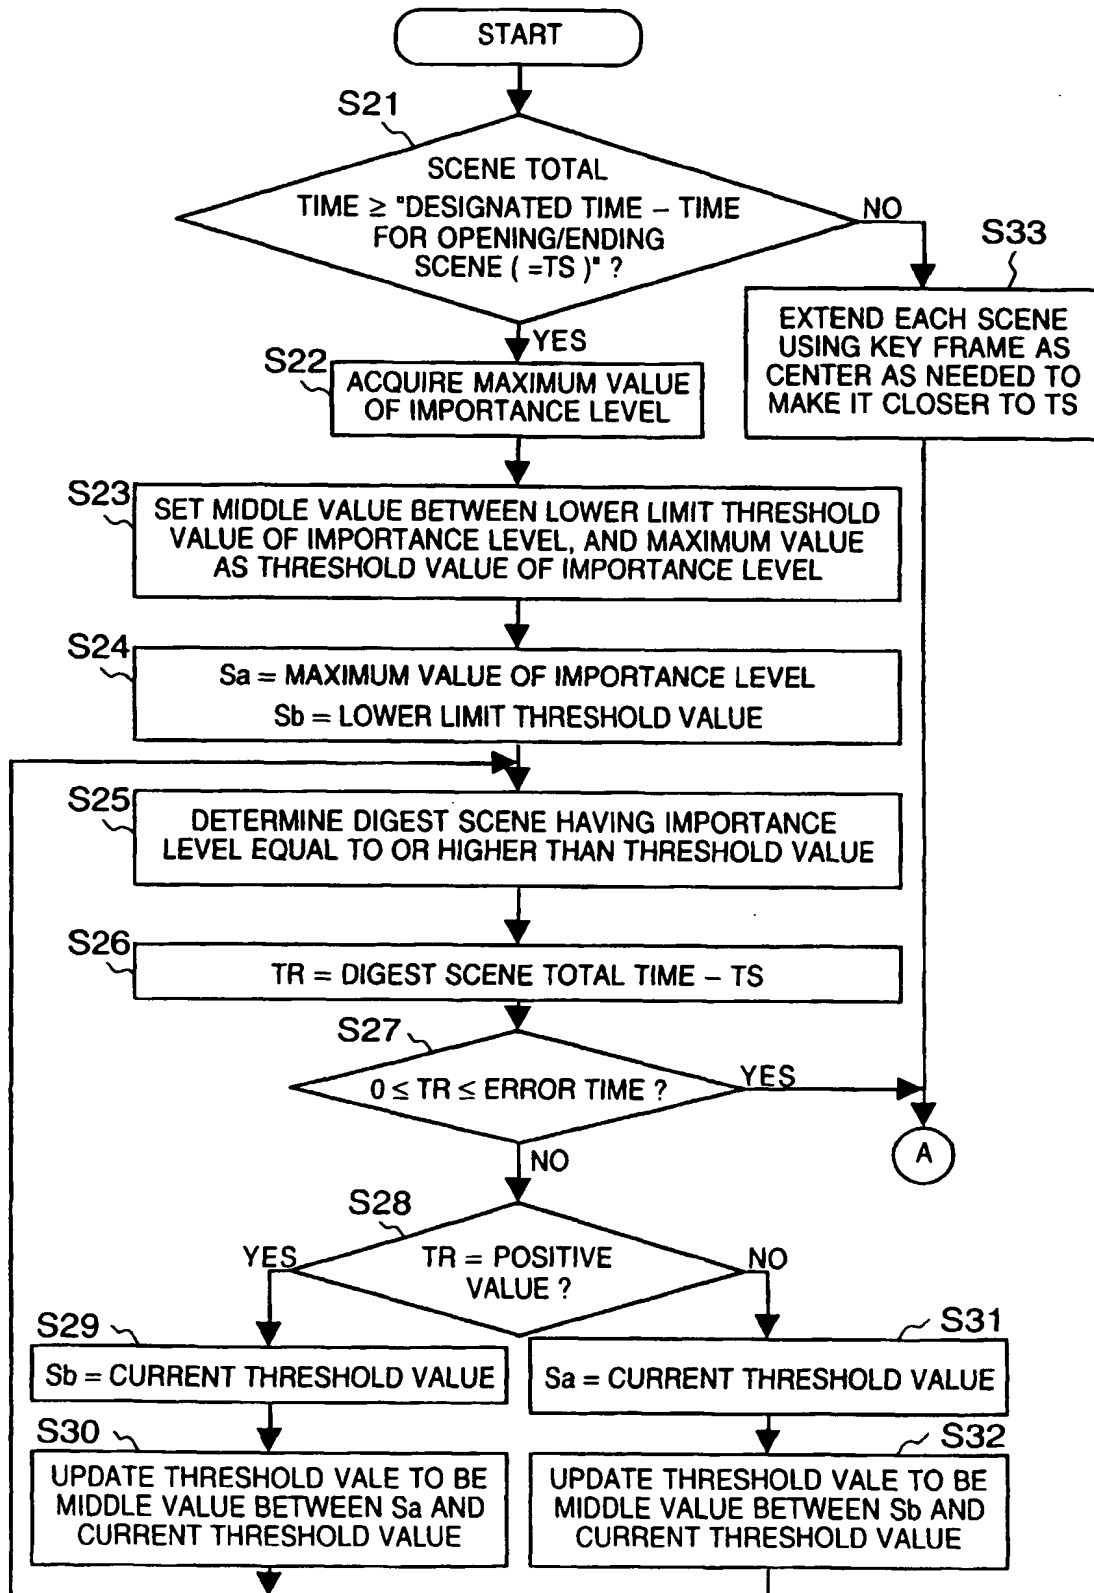 START
S21
SCENE TOTAL
TIME ≥ "DESIGNATED TIME – TIME
FOR OPENING/ENDING
SCENE ( =TS )" ?
NO
S33
EXTEND EACH SCENE
USING KEY FRAME AS
CENTER AS NEEDED TO
MAKE IT CLOSER TO TS
YES
S22
ACQUIRE MAXIMUM VALUE
OF IMPORTANCE LEVEL
S23
SET MIDDLE VALUE BETWEEN LOWER LIMIT THRESHOLD
VALUE OF IMPORTANCE LEVEL, AND MAXIMUM VALUE
AS THRESHOLD VALUE OF IMPORTANCE LEVEL
S24
Sa = MAXIMUM VALUE OF IMPORTANCE LEVEL
Sb = LOWER LIMIT THRESHOLD VALUE
S25
DETERMINE DIGEST SCENE HAVING IMPORTANCE
LEVEL EQUAL TO OR HIGHER THAN THRESHOLD VALUE
S26
TR = DIGEST SCENE TOTAL TIME – TS
S27
0 ≤ TR ≤ ERROR TIME ?
YES
A
NO
S28
TR = POSITIVE
VALUE ?
YES
NO
S29
Sb = CURRENT THRESHOLD VALUE
S31
Sa = CURRENT THRESHOLD VALUE
S30
UPDATE THRESHOLD VALE TO BE
MIDDLE VALUE BETWEEN Sa AND
CURRENT THRESHOLD VALUE
S32
UPDATE THRESHOLD VALE TO BE
MIDDLE VALUE BETWEEN Sb AND
CURRENT THRESHOLD VALUE